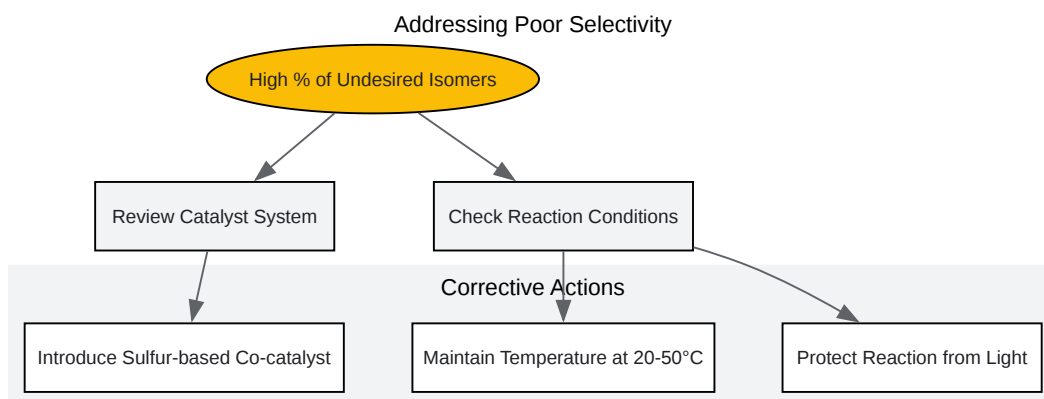 Addressing Poor Selectivity
High % of Undesired Isomers
Review Catalyst System
Check Reaction Conditions
Corrective Actions
Introduce Sulfur-based Co-catalyst
Maintain Temperature at 20-50°C
Protect Reaction from Light